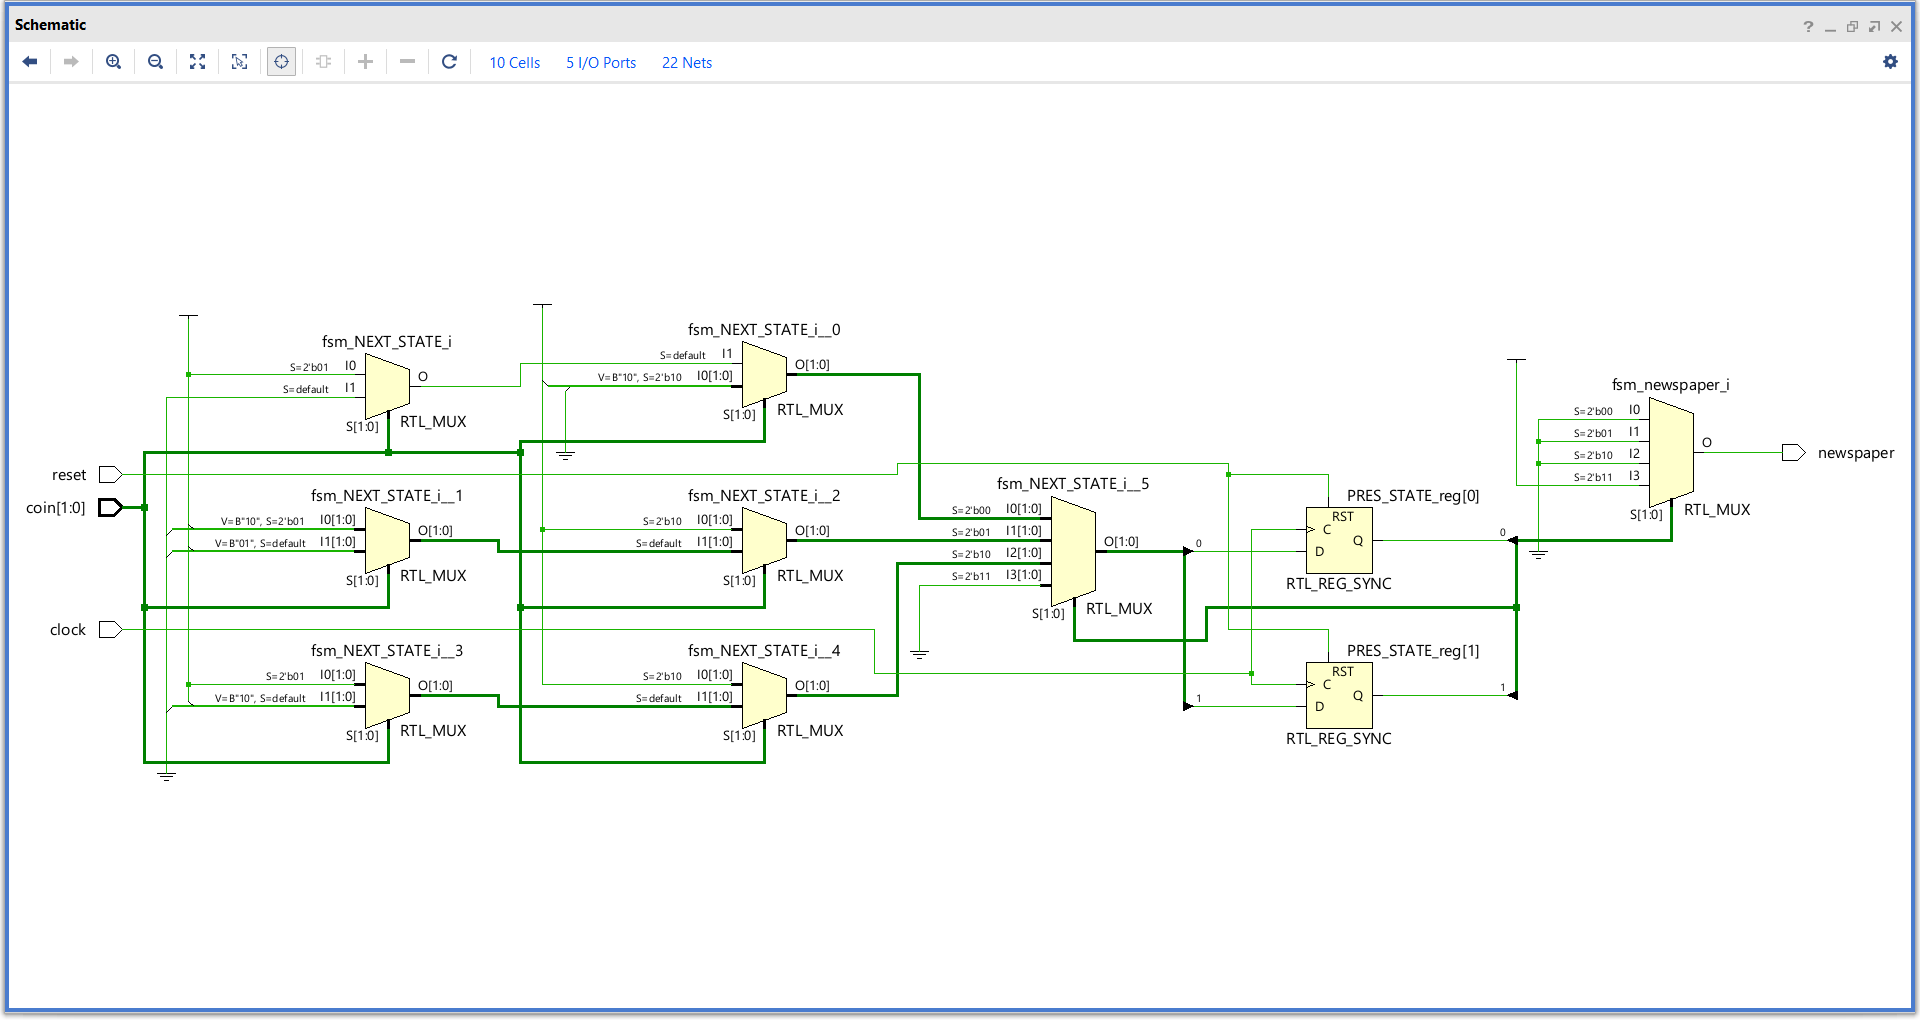 Schematic
10 Cells 5 I/O Ports 22 Nets
fsm_NEXT_STATE_i
S=2'b01 I0
S=default I1
O
S[1:0]
RTL_MUX
fsm_NEXT_STATE_i__0
S=default I1
V=B"10", S=2'b10 I0[1:0]
O[1:0]
S[1:0]
RTL_MUX
reset
coin[1:0]
clock
fsm_NEXT_STATE_i__1
V=B"10", S=2'b01 I0[1:0]
V=B"01", S=default I1[1:0]
O[1:0]
S[1:0]
RTL_MUX
fsm_NEXT_STATE_i__2
S=2'b10 I0[1:0]
S=default I1[1:0]
O[1:0]
S[1:0]
RTL_MUX
fsm_NEXT_STATE_i__3
S=2'b01 I0[1:0]
V=B"10", S=default I1[1:0]
O[1:0]
S[1:0]
RTL_MUX
fsm_NEXT_STATE_i__4
S=2'b10 I0[1:0]
S=default I1[1:0]
O[1:0]
S[1:0]
RTL_MUX
fsm_NEXT_STATE_i__5
S=2'b00 I0[1:0]
S=2'b01 I1[1:0]
S=2'b10 I2[1:0]
S=2'b11 I3[1:0]
O[1:0]
S[1:0]
RTL_MUX
0
1
PRES_STATE_reg[0]
RST
C
D
Q
RTL_REG_SYNC
0
PRES_STATE_reg[1]
RST
C
D
Q
RTL_REG_SYNC
1
fsm_newspaper_i
S=2'b00 I0
S=2'b01 I1
S=2'b10 I2
S=2'b11 I3
O
S[1:0]
RTL_MUX
newspaper